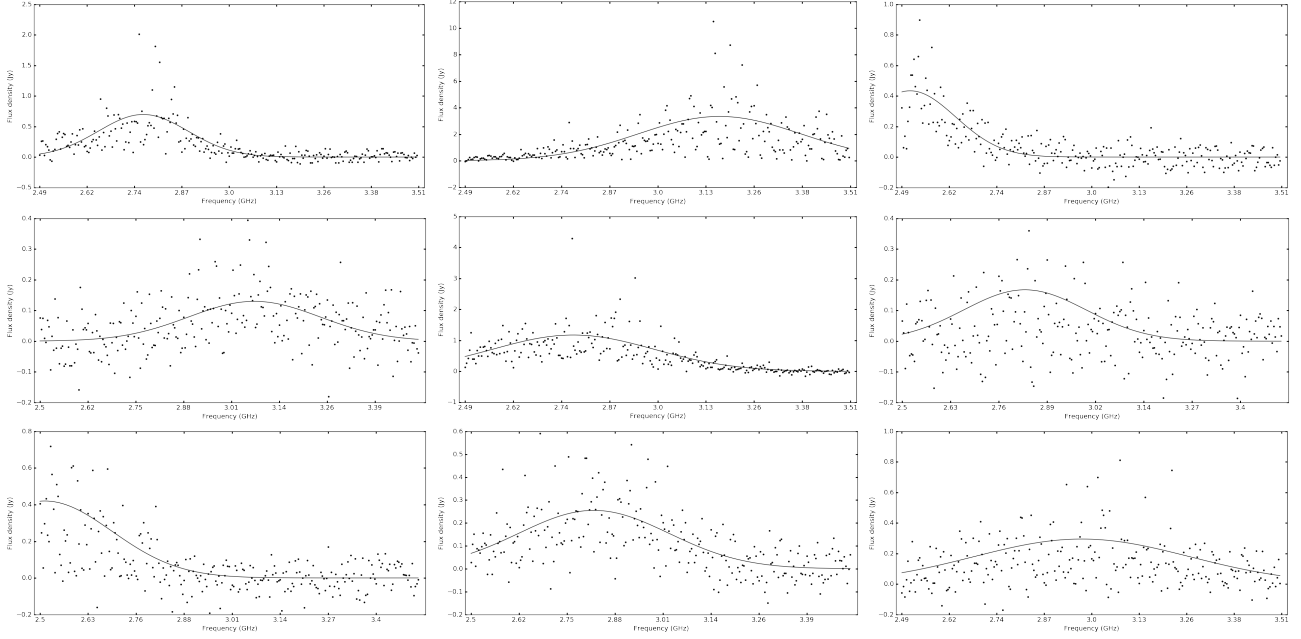 2.5
2.0
1.5
1.0
0.5
0.0
−0.5
Flux density (Jy)
2.49 2.62 2.74 2.87 3.0 3.13 3.26 3.38 3.51
Frequency (GHz)
12
10
8
6
4
2
0
−2
Flux density (Jy)
2.49 2.62 2.74 2.87 3.0 3.13 3.26 3.38 3.51
Frequency (GHz)
1.0
0.8
0.6
0.4
0.2
0.0
−0.2
Flux density (Jy)
2.49 2.62 2.74 2.87 3.0 3.13 3.26 3.38 3.51
Frequency (GHz)
0.4
0.3
0.2
0.1
0.0
−0.1
−0.2
Flux density (Jy)
2.5 2.62 2.75 2.88 3.01 3.14 3.26 3.39
Frequency (GHz)
5
4
3
2
1
0
−1
Flux density (Jy)
2.49 2.62 2.74 2.87 3.0 3.13 3.26 3.38 3.51
Frequency (GHz)
0.4
0.3
0.2
0.1
0.0
−0.1
−0.2
Flux density (Jy)
2.5 2.63 2.76 2.89 3.02 3.14 3.27 3.4
Frequency (GHz)
0.8
0.6
0.4
0.2
0.0
−0.2
Flux density (Jy)
2.5 2.63 2.75 2.88 3.01 3.14 3.26 3.4
Frequency (GHz)
0.6
0.5
0.4
0.3
0.2
0.1
0.0
−0.1
−0.2
Flux density (Jy)
2.5 2.62 2.75 2.88 3.01 3.14 3.26 3.39
Frequency (GHz)
1.0
0.8
0.6
0.4
0.2
0.0
−0.2
Flux density (Jy)
2.49 2.62 2.74 2.87 3.0 3.13 3.26 3.38 3.51
Frequency (GHz)